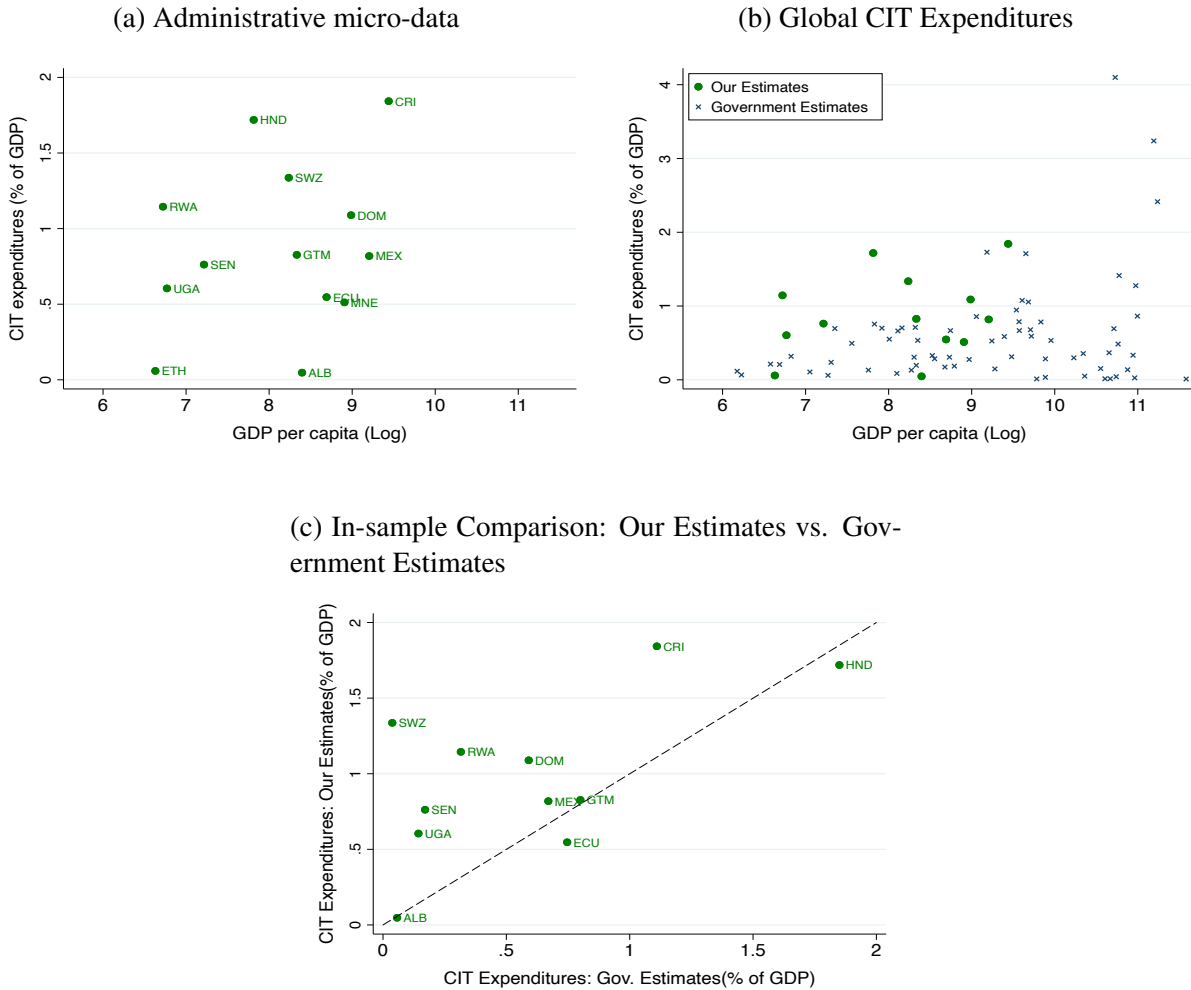 (a) Administrative micro-data
CIT expenditures (% of GDP)
2
1.5
1
.5
0
CRI
HND
SWZ
RWA
DOM
GTM
MEX
SEN
UGA
ECU
MNE
ETH
ALB
6 7 8 9 10 11
GDP per capita (Log)
(b) Global CIT Expenditures
CIT expenditures (% of GDP)
4
3
2
1
0
Our Estimates
Government Estimates
6 7 8 9 10 11
GDP per capita (Log)
(c) In-sample Comparison: Our Estimates vs. Gov-
ernment Estimates
CIT Expenditures: Our Estimates(% of GDP)
2
1.5
1
.5
0
CRI
HND
SWZ
RWA
DOM
MEX
GTM
SEN
UGA
ECU
ALB
0 .5 1 1.5 2
CIT Expenditures: Gov. Estimates(% of GDP)